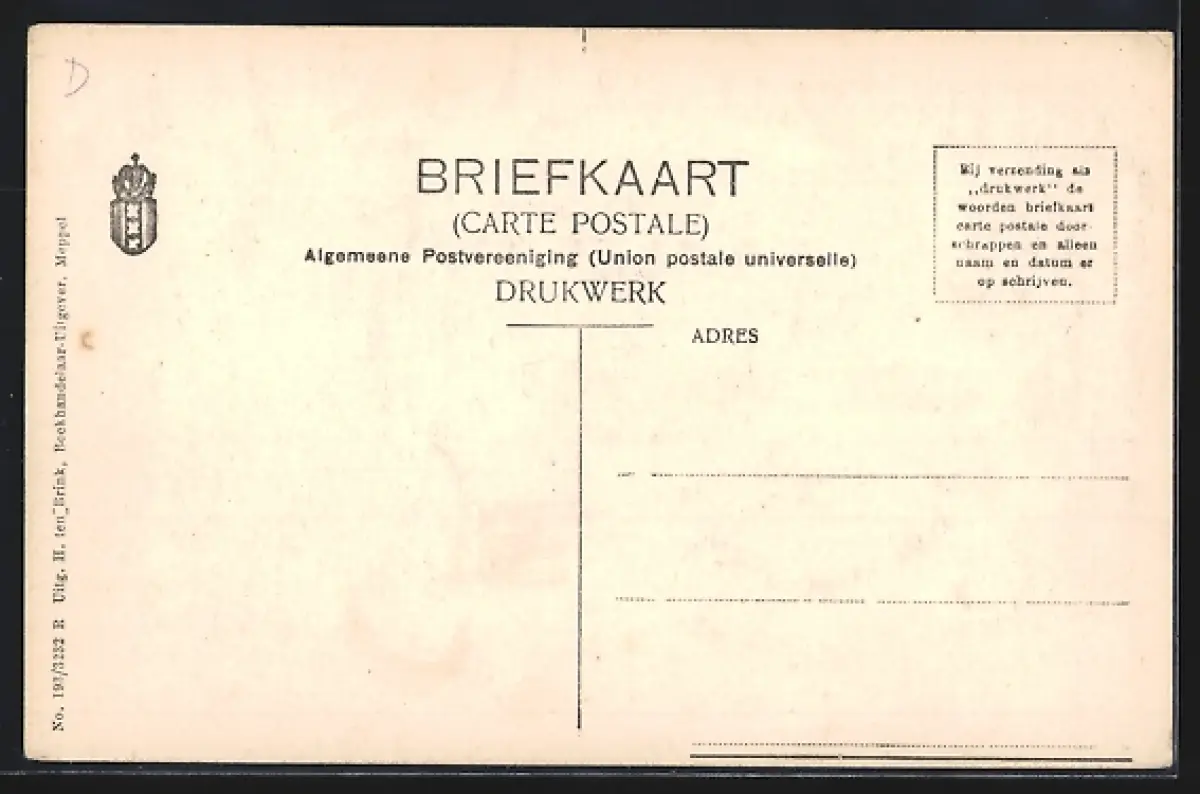 D
BRIEFKAART
(CARTE POSTALE)
Algemeene Postvereeniging (Union postale universelle)
DRUKWERK
ADRES
Bij verzending als
„drukwerk" de
woorden briefkaart
carte postale door-
schrappen en alleen
naam en datum er
op schrijven.
No. 193/3232 R Uitg. H. ten Brink, Boekhandelaar-Uitgever, Meppel